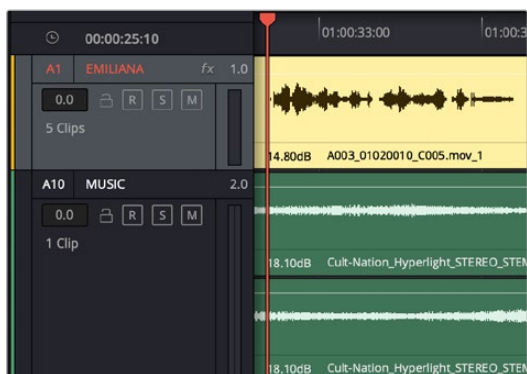 00:00:25:10
01:00:33:00
01:00:3
A1 EMILIANA fx 1.0
0.0 R S M
5 Clips
14.80dB A003_01020010_C005.mov_1
A10 MUSIC 2.0
0.0 R S M
1 Clip
18.10dB Cult-Nation_Hyperlight_STEREO_STEM
18.10dB Cult-Nation_Hyperlight_STEREO_STEM